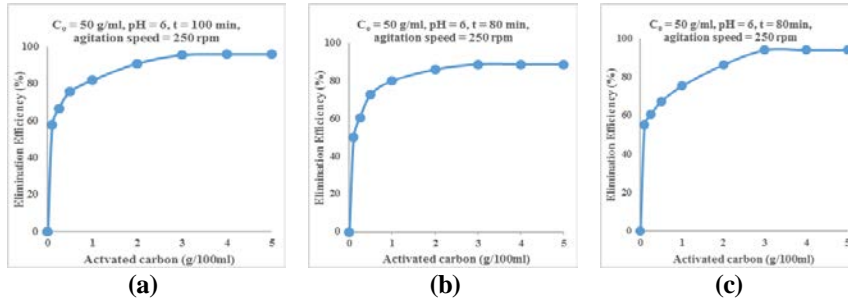 C₀ = 50 g/ml, pH = 6, t = 100 min,
agitation speed = 250 rpm
Elimination Efficiency (%)
100
80
60
40
20
0
0 1 2 3 4 5
Actvated carbon (g/100ml)
(a)
C₀ = 50 g/ml, pH = 6, t = 80 min,
agitation speed = 250 rpm
Elimination Efficiency (%)
100
80
60
40
20
0
0 1 2 3 4 5
Actvated carbon (g/100ml)
(b)
C₀ = 50 g/ml, pH = 6, t = 80min,
agitation speed = 250 rpm
Elimination Efficiency (%)
100
80
60
40
20
0
0 1 2 3 4 5
Actvated carbon (g/100ml)
(c)